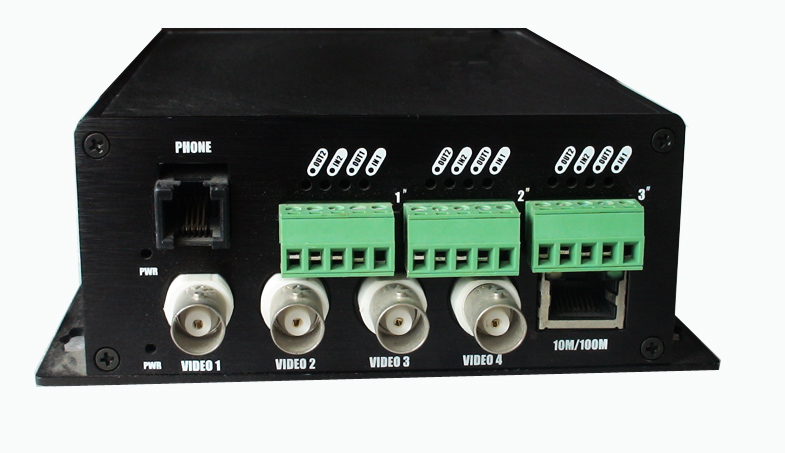 PHONE
OUT2 IN2 OUT1 IN1
OUT2 IN2 OUT1 IN1
OUT2 IN2 OUT1 IN1
1#
2#
3#
PWR
PWR
VIDEO 1
VIDEO 2
VIDEO 3
VIDEO 4
10M/100M